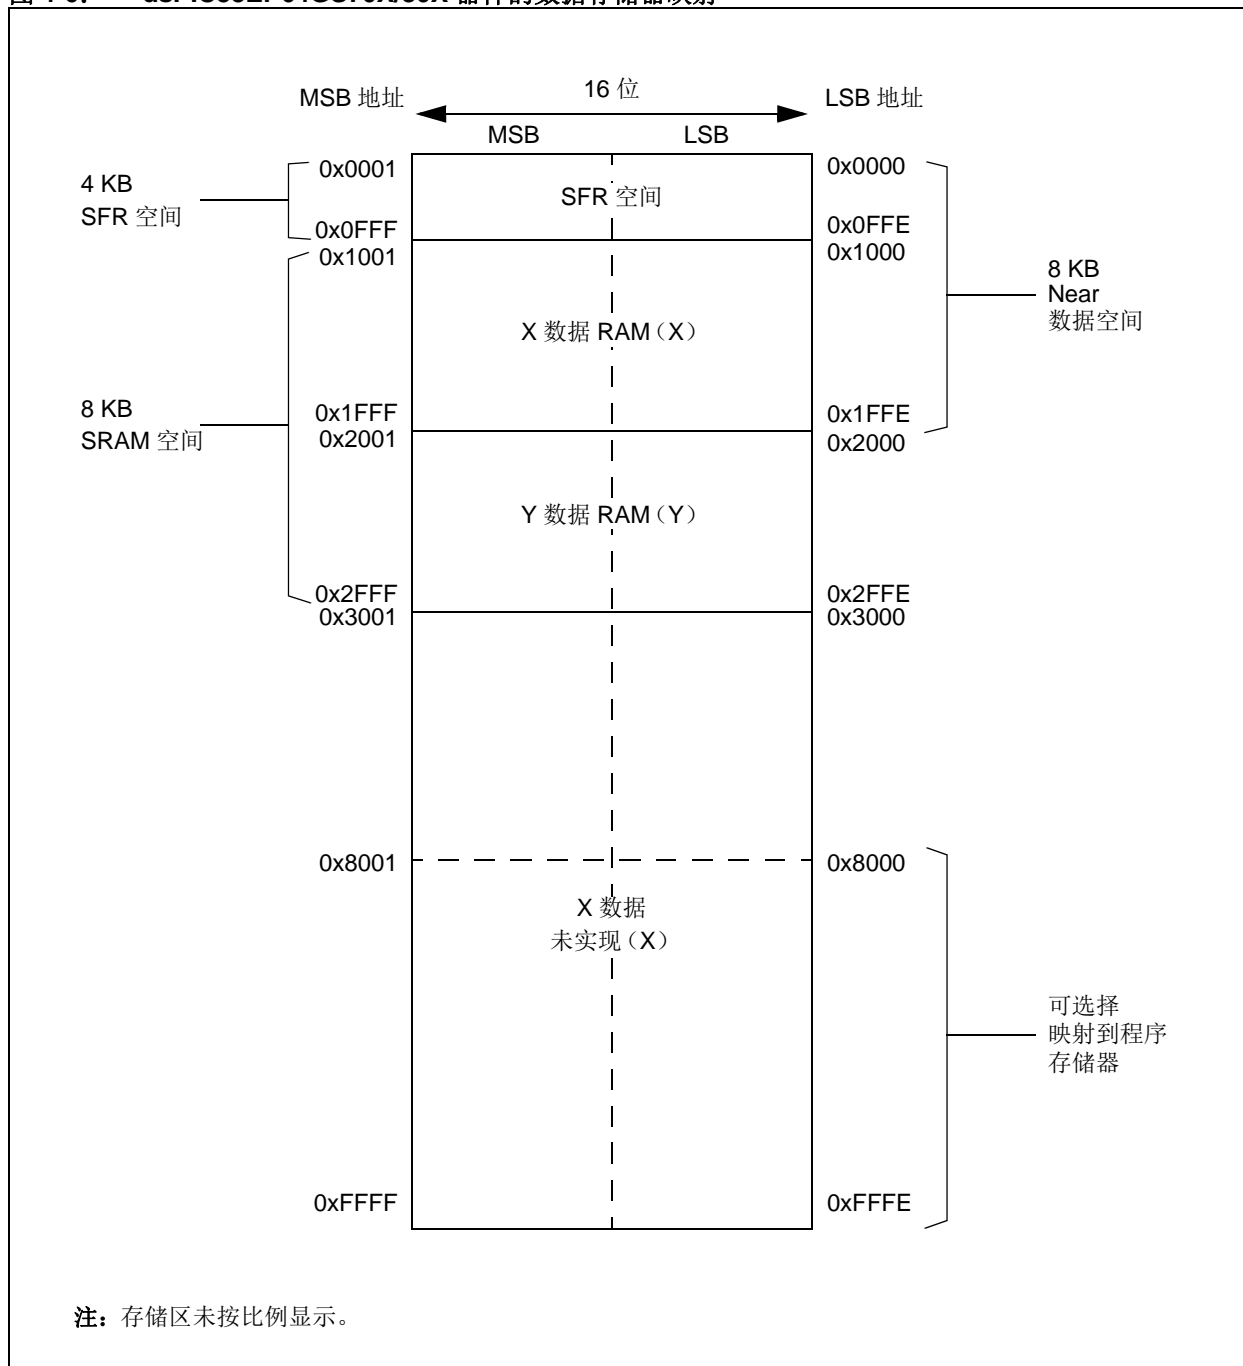 16 位
MSB 地址
LSB 地址
MSB
LSB
0x0001
0x0000
4 KB
SFR 空间
SFR 空间
0x0FFF
0x0FFE
0x1001
0x1000
8 KB
Near
数据空间
X 数据 RAM（X）
8 KB
SRAM 空间
0x1FFF
0x1FFE
0x2001
0x2000
Y 数据 RAM（Y）
0x2FFF
0x2FFE
0x3001
0x3000
0x8001
0x8000
X 数据
未实现（X）
可选择
映射到程序
存储器
0xFFFF
0xFFFE
注：存储区未按比例显示。